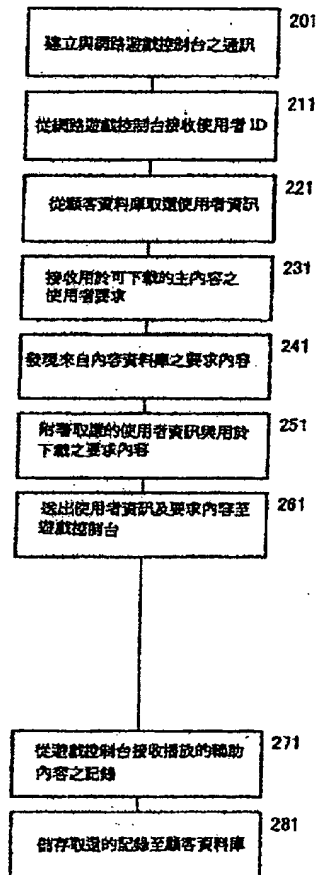 201
建立與網路遊戲控制台之通訊
211
從網路遊戲控制台接收使用者 ID
221
從顧客資料庫取還使用者資訊
231
接收用於可下載的主內容之
使用者要求
241
發現來自內容資料庫之要求內容
251
附著取還的使用者資訊與用於
下載之要求內容
261
送出使用者資訊及要求內容至
遊戲控制台
271
從遊戲控制台接收播放的輔助
內容之記錄
281
儲存取還的記錄至顧客資料庫